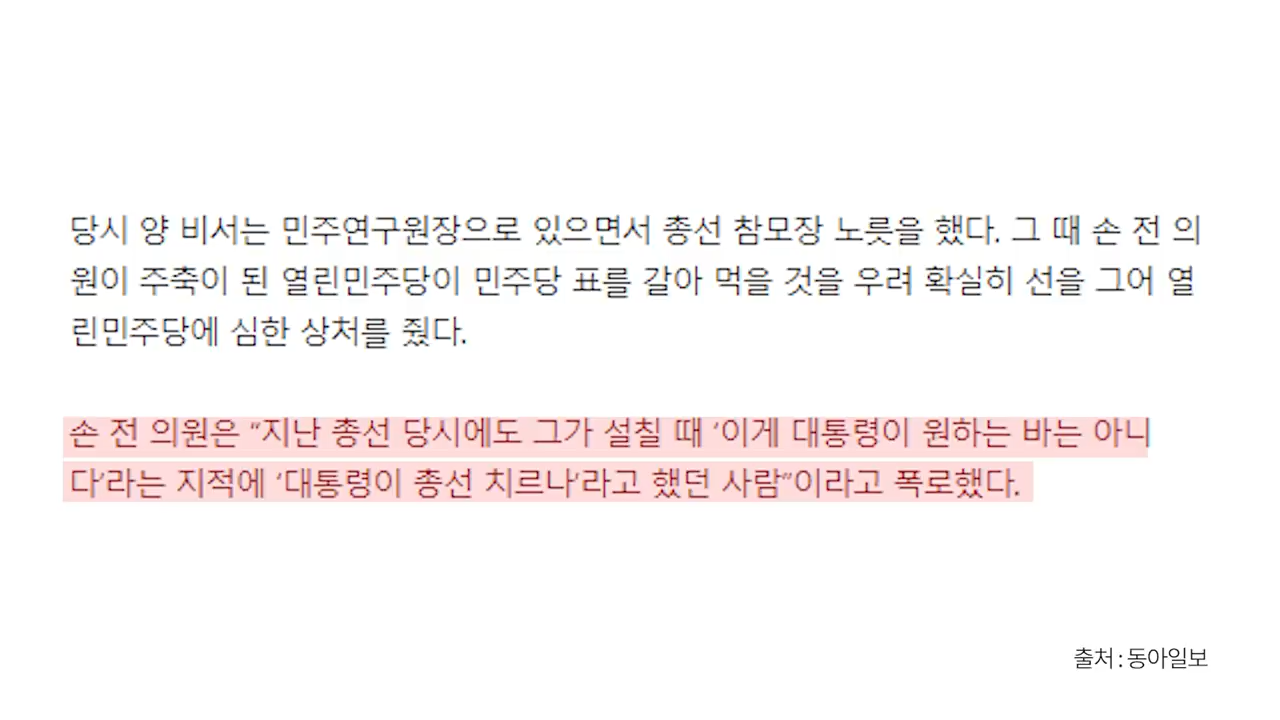 당시 양 비서는 민주연구원장으로 있으면서 총선 참모장 노릇을 했다. 그 때 손 전 의
원이 주축이 된 열린민주당이 민주당 표를 갈아 먹을 것을 우려 확실히 선을 그어 열
린민주당에 심한 상처를 줬다.
손 전 의원은 “지난 총선 당시에도 그가 설칠 때 ‘이게 대통령이 원하는 바는 아니
다’라는 지적에 ‘대통령이 총선 치르나’라고 했던 사람”이라고 폭로했다.
출처 : 동아일보